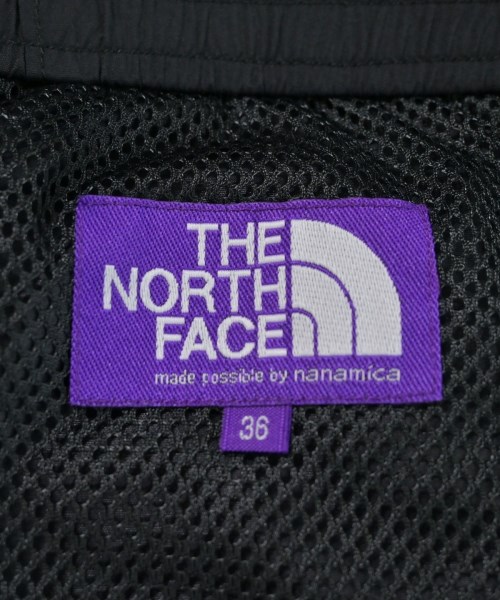 THE
NORTH
FACE
made possible by nanamica
36